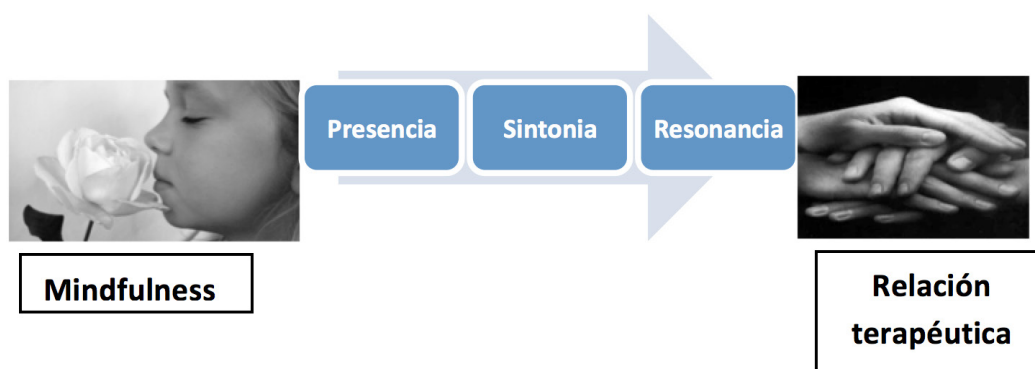 Presencia
Sintonia
Resonancia
Mindfulness
Relación
terapéutica